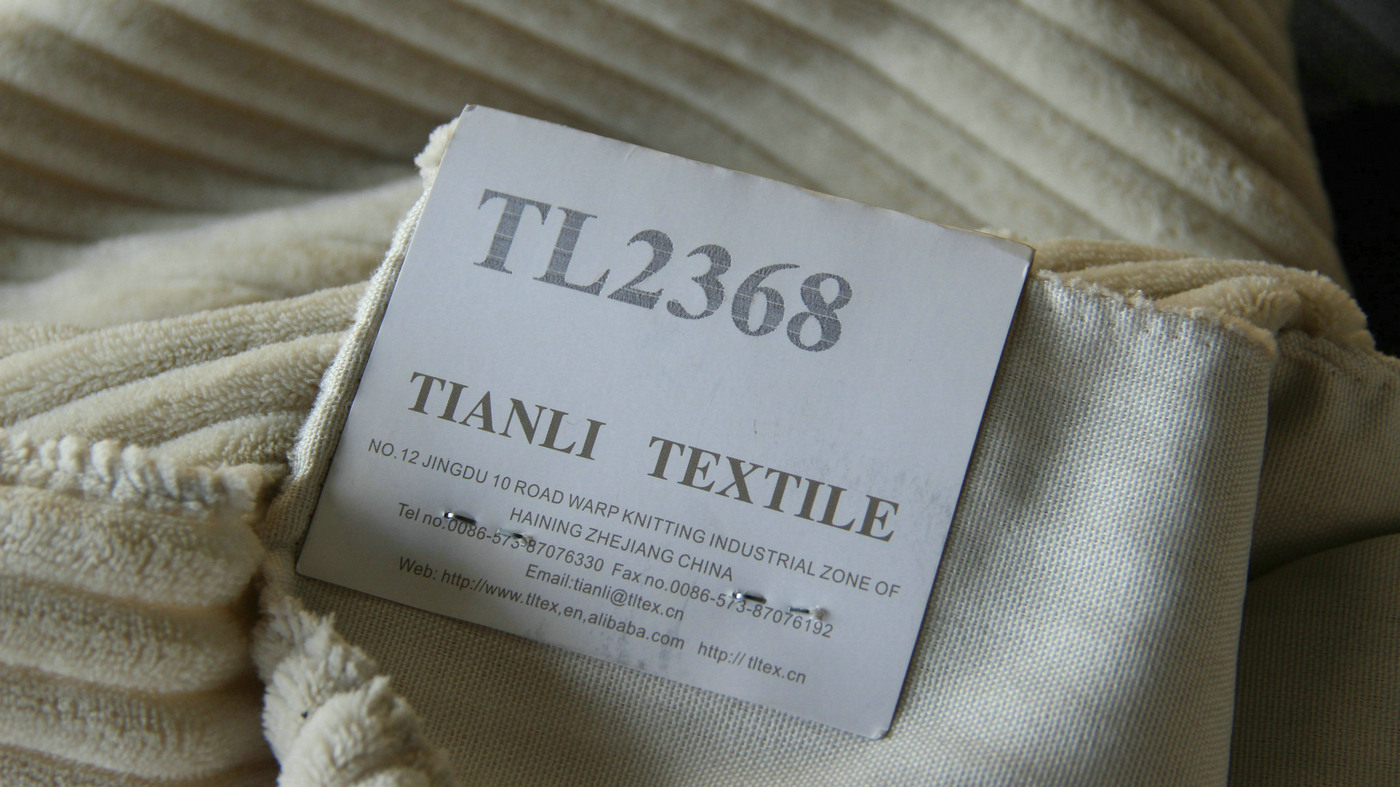 TL2368
TIANLI TEXTILE
NO.12 JINGDU 10 ROAD WARP KNITTING INDUSTRIAL ZONE OF
HAINING ZHEJIANG CHINA
Tel no.0086-573-87076330 Fax no.0086-573-87076192
Email:tianli@tltex.cn
Web: http://www.tltex,en,alibaba.com http:// tltex.cn